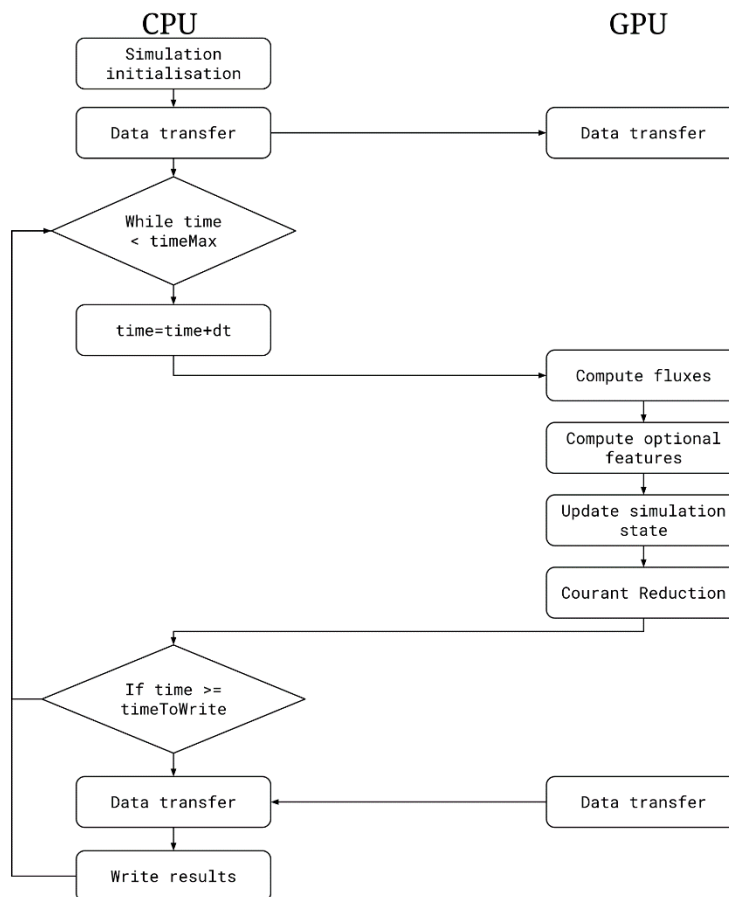 CPU
GPU
Simulation
initialisation
Data transfer
Data transfer
While time
< timeMax
time=time+dt
Compute fluxes
Compute optional
features
Update simulation
state
Courant Reduction
If time >=
timeToWrite
Data transfer
Data transfer
Write results